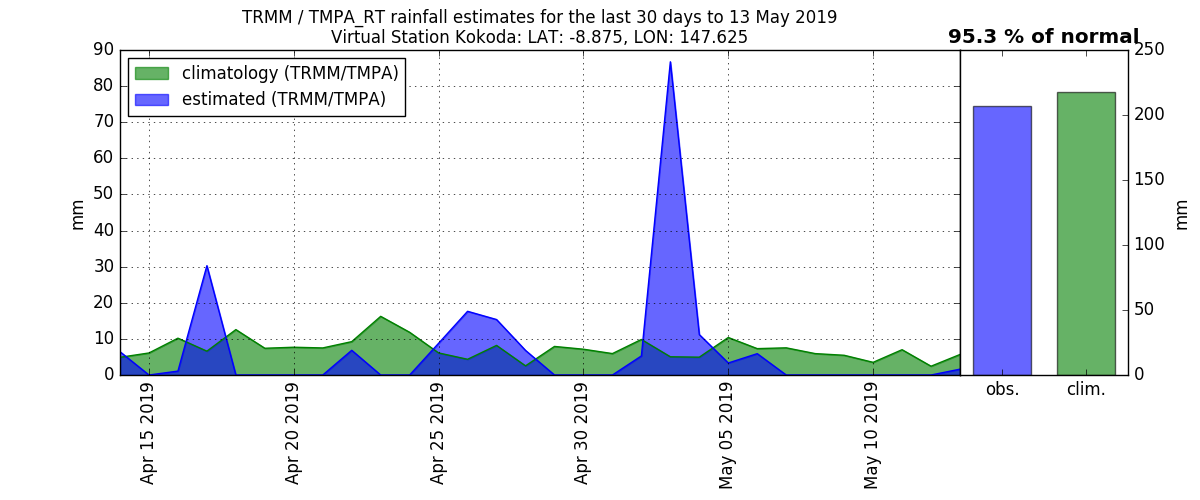 TRMM / TMPA_RT rainfall estimates for the last 30 days to 13 May 2019
Virtual Station Kokoda: LAT: -8.875, LON: 147.625
95.3 % of normal
climatology (TRMM/TMPA)
estimated (TRMM/TMPA)
90
80
70
60
50
40
30
20
10
0
mm
Apr 15 2019
Apr 20 2019
Apr 25 2019
Apr 30 2019
May 05 2019
May 10 2019
250
200
150
100
50
0
mm
obs.
clim.